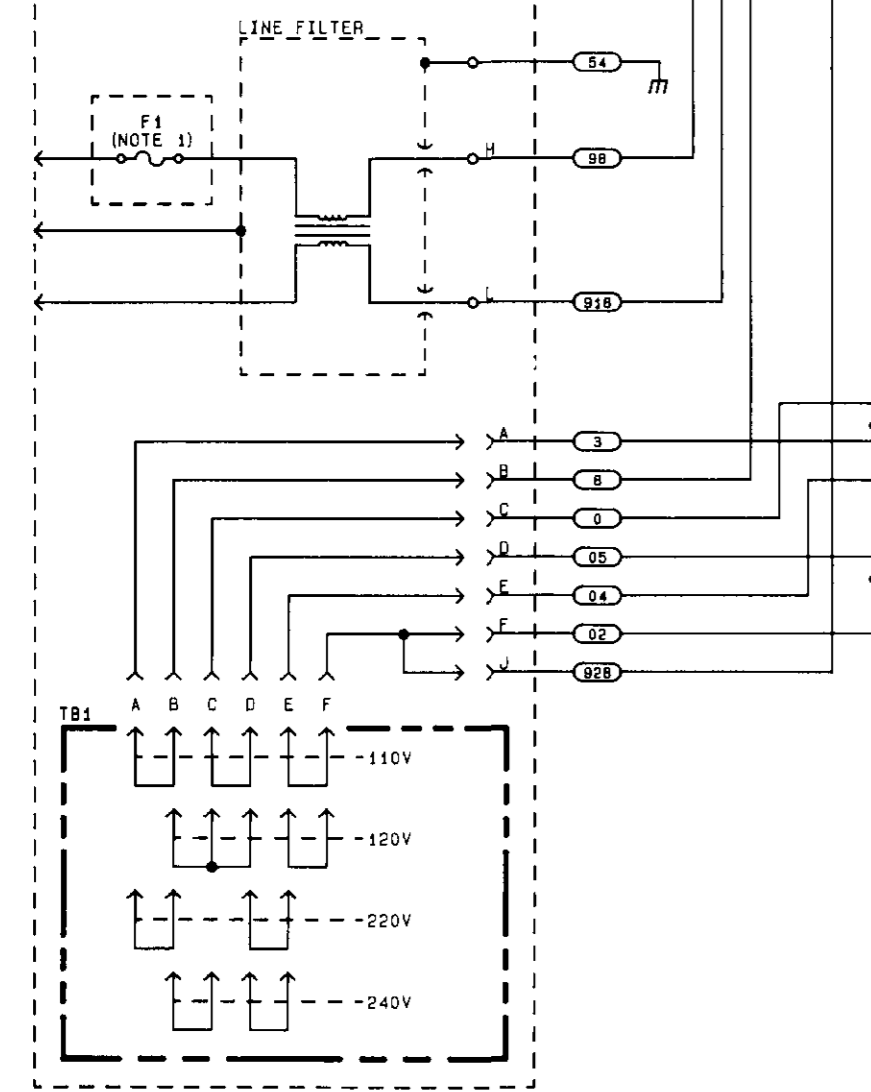 LINE FILTER
54
F1
(NOTE 1)
H
98
L
918
A
3
B
8
C
0
D
05
E
04
F
02
J
928
TB1
A B C D E F
110V
120V
220V
240V